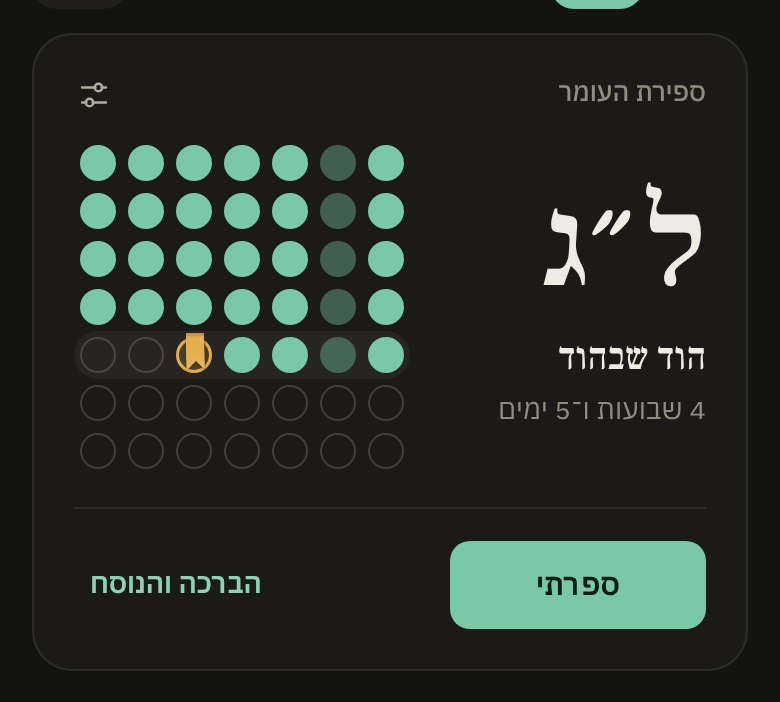 ספירת העומר
ל״ג
הוד שבהוד
4 שבועות ו־5 ימים
ספרתי
הברכה והנוסח